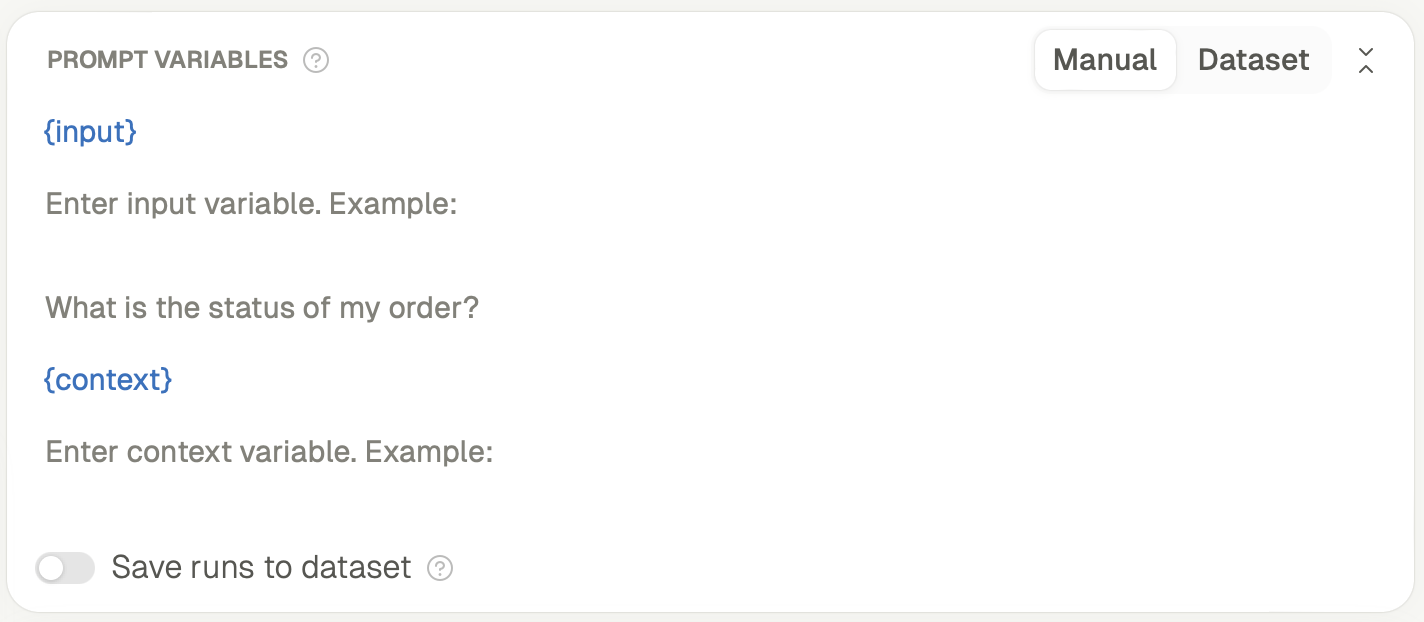 PROMPT VARIABLES ?
Manual Dataset
{input}
Enter input variable. Example:
What is the status of my order?
{context}
Enter context variable. Example:
Save runs to dataset ?